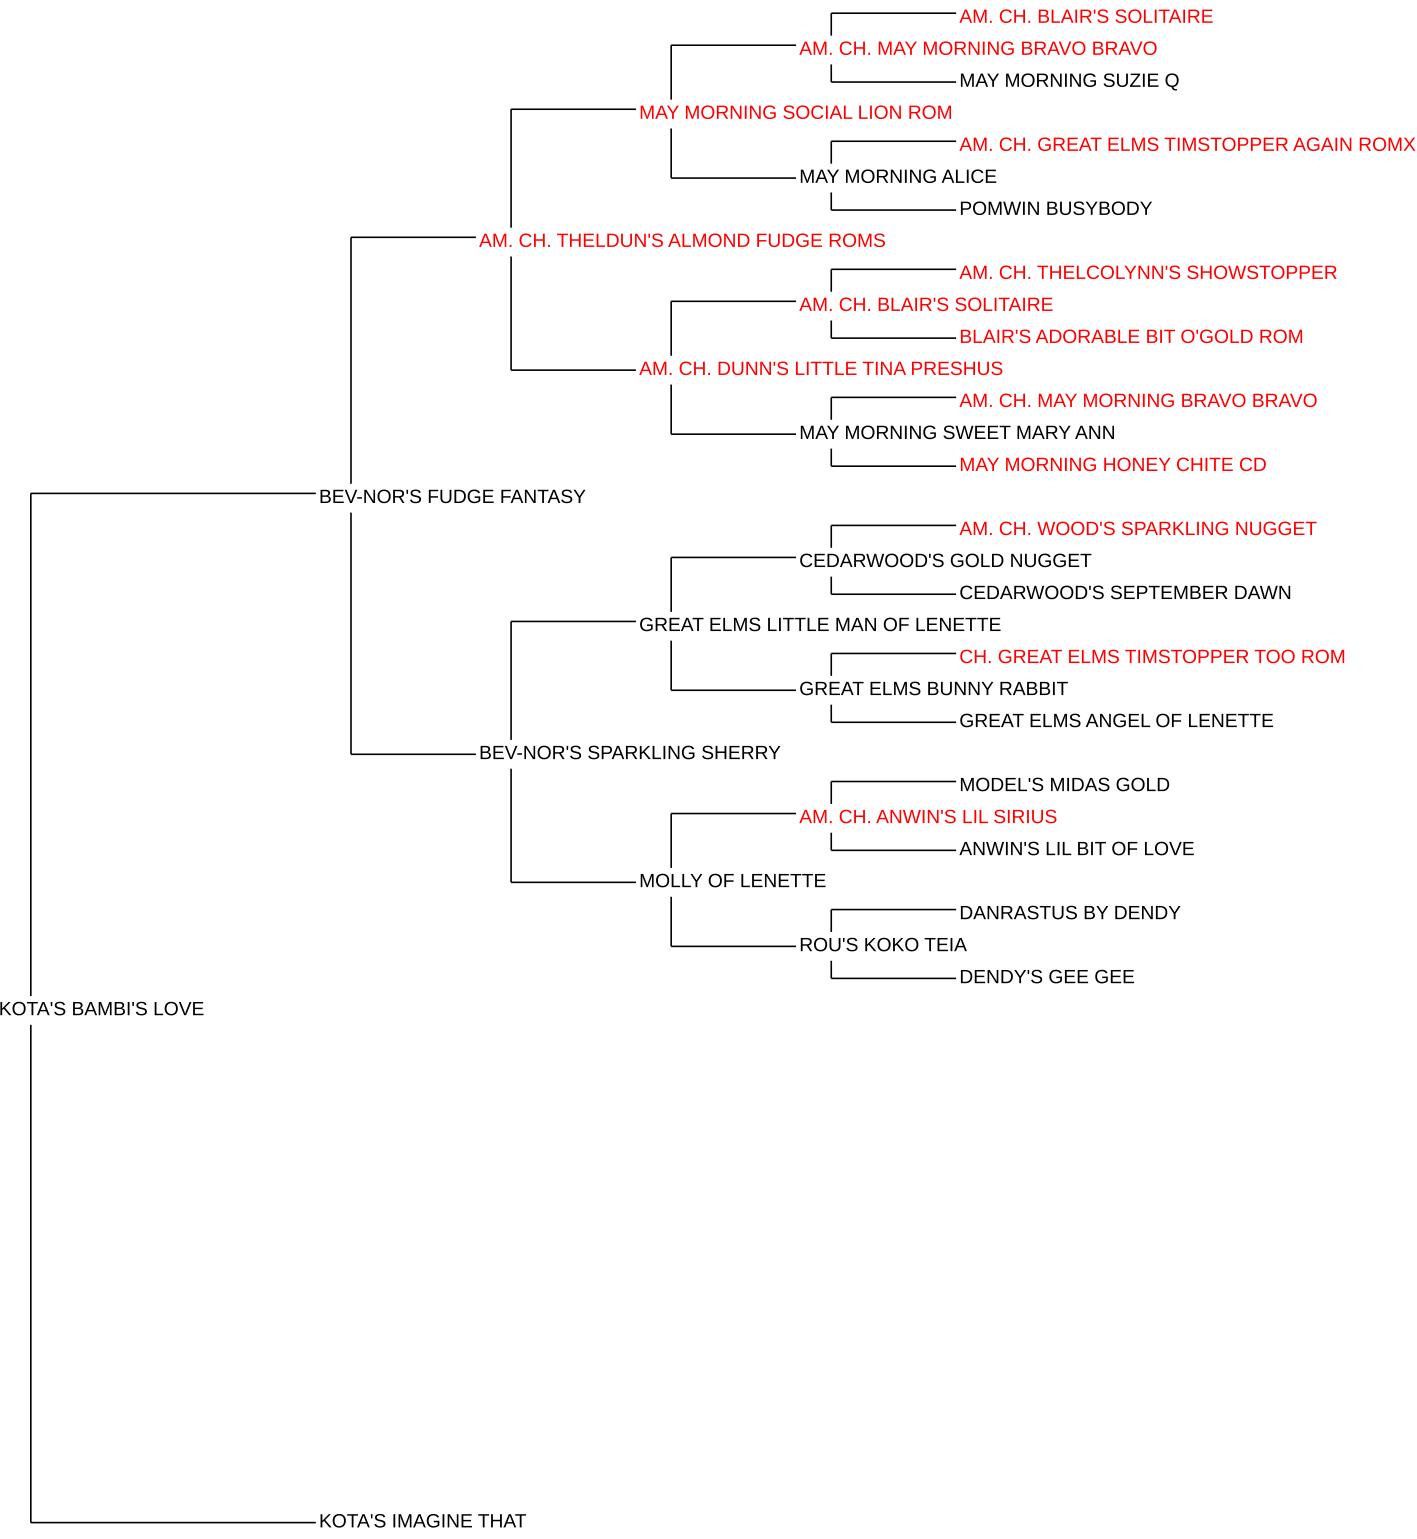 AM. CH. BLAIR'S SOLITAIRE
AM. CH. MAY MORNING BRAVO BRAVO
MAY MORNING SUZIE Q
MAY MORNING SOCIAL LION ROM
AM. CH. GREAT ELMS TIMSTOPPER AGAIN ROMX
MAY MORNING ALICE
POMWIN BUSYBODY
AM. CH. THELDUN'S ALMOND FUDGE ROMS
AM. CH. THELCOLYNN'S SHOWSTOPPER
AM. CH. BLAIR'S SOLITAIRE
BLAIR'S ADORABLE BIT O'GOLD ROM
AM. CH. DUNN'S LITTLE TINA PRESHUS
AM. CH. MAY MORNING BRAVO BRAVO
MAY MORNING SWEET MARY ANN
MAY MORNING HONEY CHITE CD
BEV-NOR'S FUDGE FANTASY
AM. CH. WOOD'S SPARKLING NUGGET
CEDARWOOD'S GOLD NUGGET
CEDARWOOD'S SEPTEMBER DAWN
GREAT ELMS LITTLE MAN OF LENETTE
CH. GREAT ELMS TIMSTOPPER TOO ROM
GREAT ELMS BUNNY RABBIT
GREAT ELMS ANGEL OF LENETTE
BEV-NOR'S SPARKLING SHERRY
MODEL'S MIDAS GOLD
AM. CH. ANWIN'S LIL SIRIUS
ANWIN'S LIL BIT OF LOVE
MOLLY OF LENETTE
DANRASTUS BY DENDY
ROU'S KOKO TEIA
DENDY'S GEE GEE
KOTA'S BAMBI'S LOVE
KOTA'S IMAGINE THAT